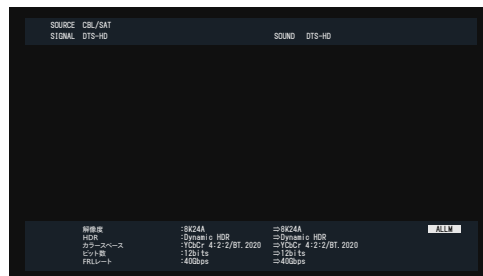 SOURCE CBL/SAT
SIGNAL DTS-HD SOUND DTS-HD
解像度 :8K24A ⇒8K24A ALLM
HDR :Dynamic HDR ⇒Dynamic HDR
カラースペース :YCbCr 4:2:2/BT.2020 ⇒YCbCr 4:2:2/BT.2020
ビット数 :12bits ⇒12bits
FRLレート :40Gbps ⇒40Gbps